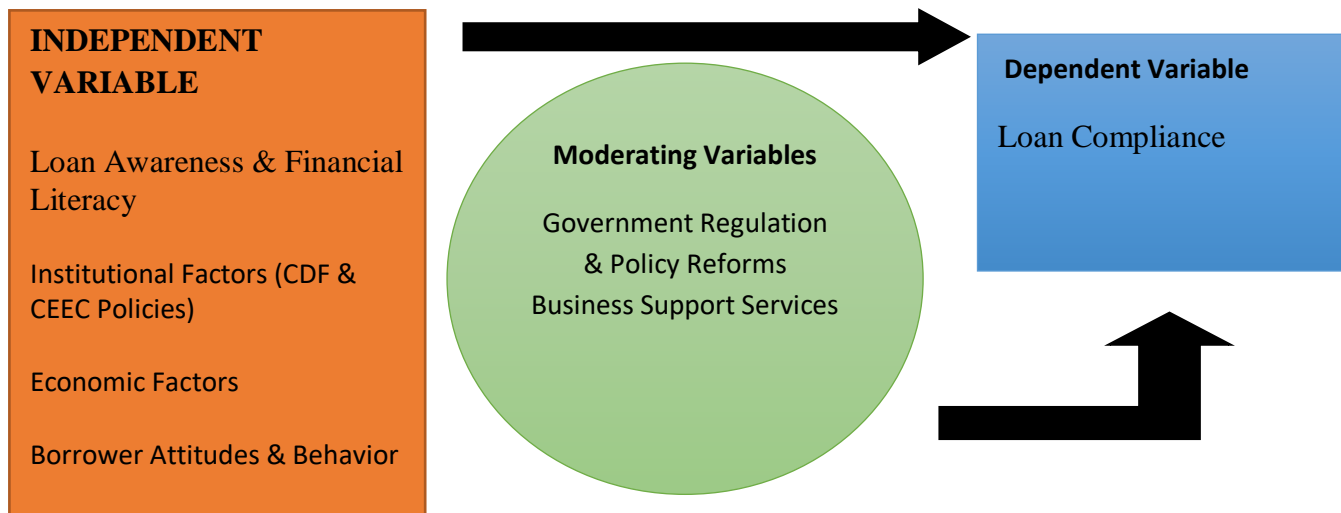 INDEPENDENT
VARIABLE
Loan Awareness & Financial
Literacy
Institutional Factors (CDF &
CEEC Policies)
Economic Factors
Borrower Attitudes & Behavior
Moderating Variables
Government Regulation
& Policy Reforms
Business Support Services
Dependent Variable
Loan Compliance